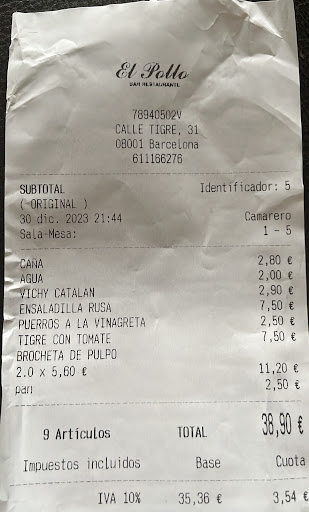 El Pollo
BAR RESTAURANTE
78940502V
CALLE TIGRE, 31
08001 Barcelona
611166276
SUBTOTAL Identificador: 5
( ORIGINAL )
30 dic. 2023 21:44 Camarero
Sala-Mesa: 1 - 5
CAÑA 2,80 €
AGUA 2,00 €
VICHY CATALAN 2,90 €
ENSALADILLA RUSA 7,50 €
PUERROS A LA VINAGRETA 2,50 €
TIGRE CON TOMATE 7,50 €
BROCHETA DE PULPO
2.0 x 5,60 € 11,20 €
pan 2,50 €
9 Artículos TOTAL 38,90 €
Impuestos incluidos Base Cuota
IVA 10% 35,36 € 3,54 €